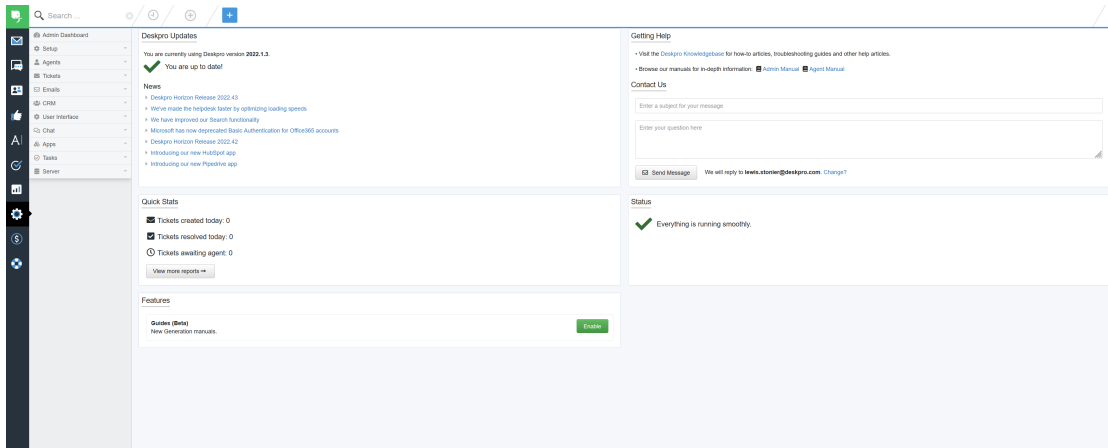 Search ...
Admin Dashboard
Setup
Agents
Tickets
Emails
CRM
User Interface
Chat
Apps
Tasks
Server
Deskpro Updates
You are currently using Deskpro version 2022.1.3.
You are up to date!
News
Deskpro Horizon Release 2022.43
We've made the helpdesk faster by optimizing loading speeds
We have improved our Search functionality
Microsoft has now deprecated Basic Authentication for Office365 accounts
Deskpro Horizon Release 2022.42
Introducing our new HubSpot app
Introducing our new Pipedrive app
Getting Help
• Visit the Deskpro Knowledgebase for how-to articles, troubleshooting guides and other help articles.
• Browse our manuals for in-depth information: Admin Manual Agent Manual
Contact Us
Enter a subject for your message
Enter your question here
Send Message We will reply to lewis.stonier@deskpro.com. Change?
Quick Stats
Tickets created today: 0
Tickets resolved today: 0
Tickets awaiting agent: 0
View more reports →
Status
Everything is running smoothly.
Features
Guides (Beta)
New Generation manuals.
Enable